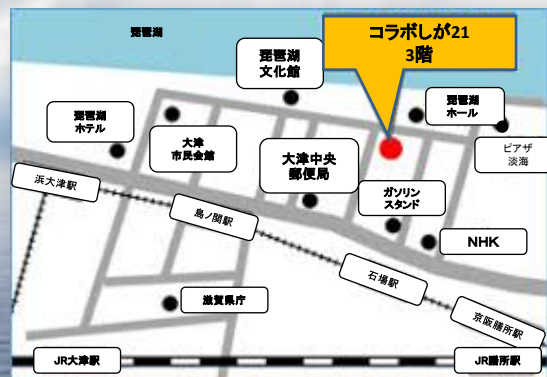 琵琶湖
コラボしが21
3階
琵琶湖
文化館
琵琶湖
ホテル
大津
市民会館
琵琶湖
ホール
ピアザ
淡海
大津中央
郵便局
ガソリン
スタンド
NHK
浜大津駅
島ノ関駅
石場駅
京阪膳所駅
滋賀県庁
JR大津駅
JR膳所駅